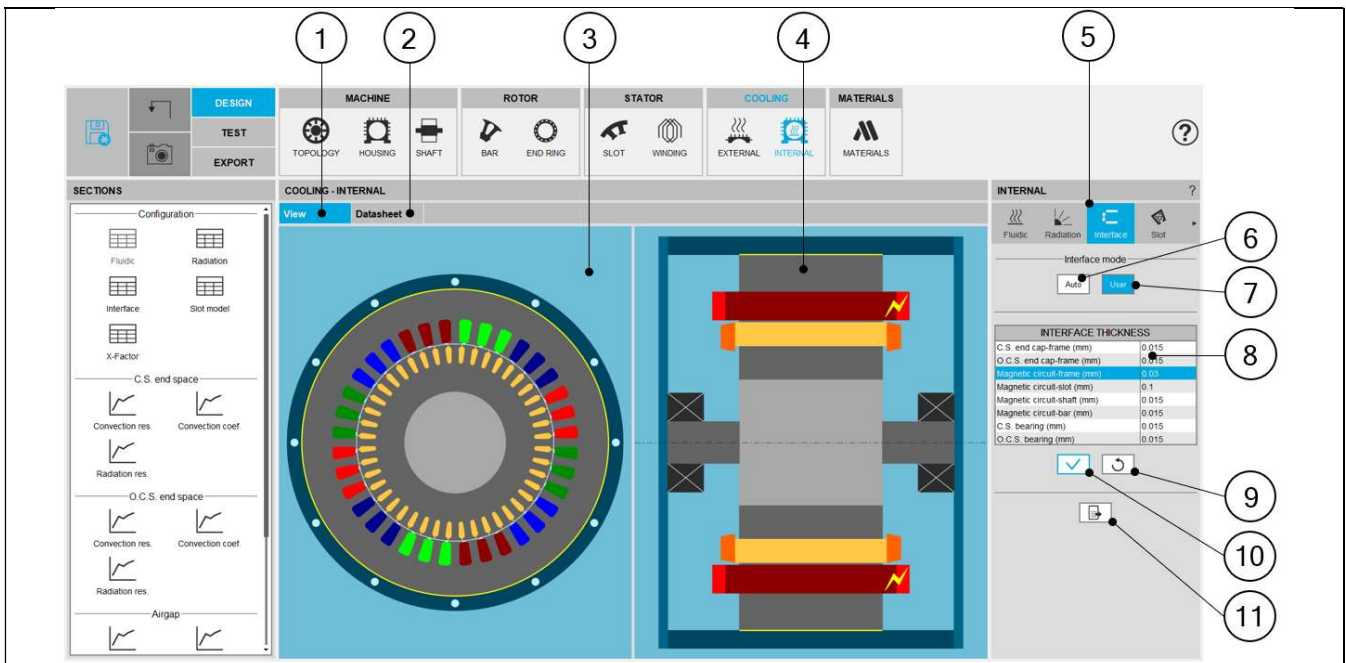 1 2 3 4 5
DESIGN
TEST
EXPORT
MACHINE ROTOR STATOR COOLING MATERIALS
TOPOLOGY HOUSING SHAFT BAR END RING SLOT WINDING EXTERNAL INTERNAL MATERIALS
?
SECTIONS
Configuration
Fluidic Radiation
Interface Slot model
X-Factor
C.S. end space
Convection res. Convection coef.
Radiation res.
O.C.S. end space
Convection res. Convection coef.
Radiation res.
Airgap
COOLING - INTERNAL
View Datasheet
INTERNAL ?
Fluidic Radiation Interface Slot
Interface mode
Auto User
INTERFACE THICKNESS
C.S. end cap-frame (mm) 0.015
O.C.S. end cap-frame (mm) 0.015
Magnetic circuit-frame (mm) 0.03
Magnetic circuit-slot (mm) 0.1
Magnetic circuit-shaft (mm) 0.015
Magnetic circuit-bar (mm) 0.015
C.S. bearing (mm) 0.015
O.C.S. bearing (mm) 0.015
6
7
8
9
10
11